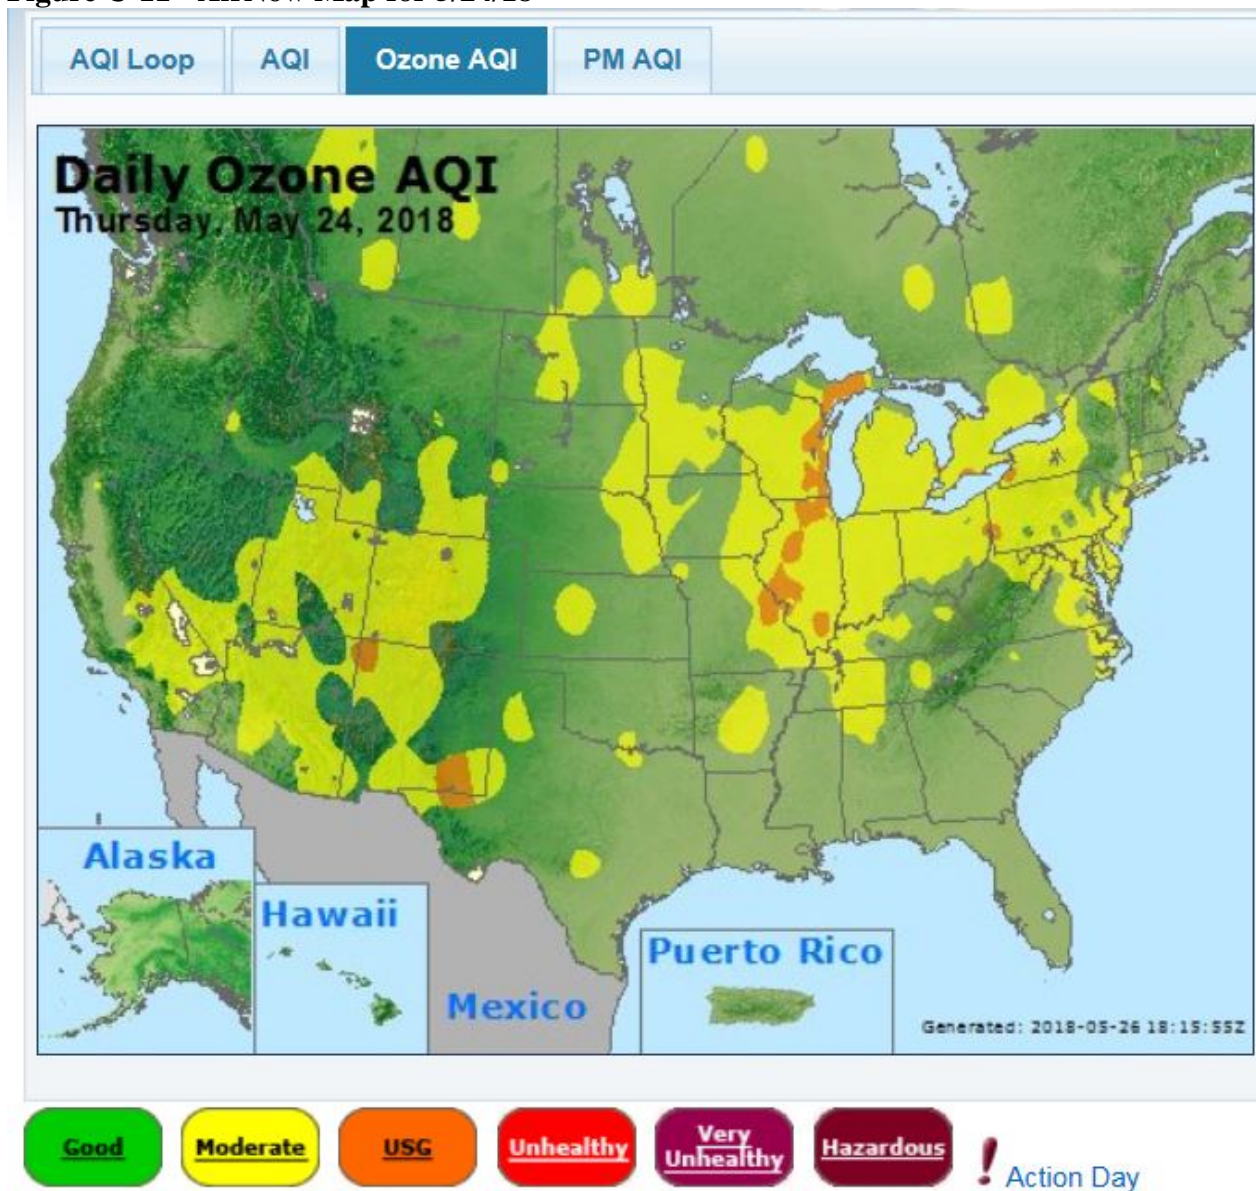 AQI Loop AQI Ozone AQI PM AQI
Daily Ozone AQI
Thursday, May 24, 2018
Alaska
Hawaii
Mexico
Puerto Rico
Generated: 2018-05-26 18:15:55Z
Good Moderate USG Unhealthy Very Unhealthy Hazardous ! Action Day